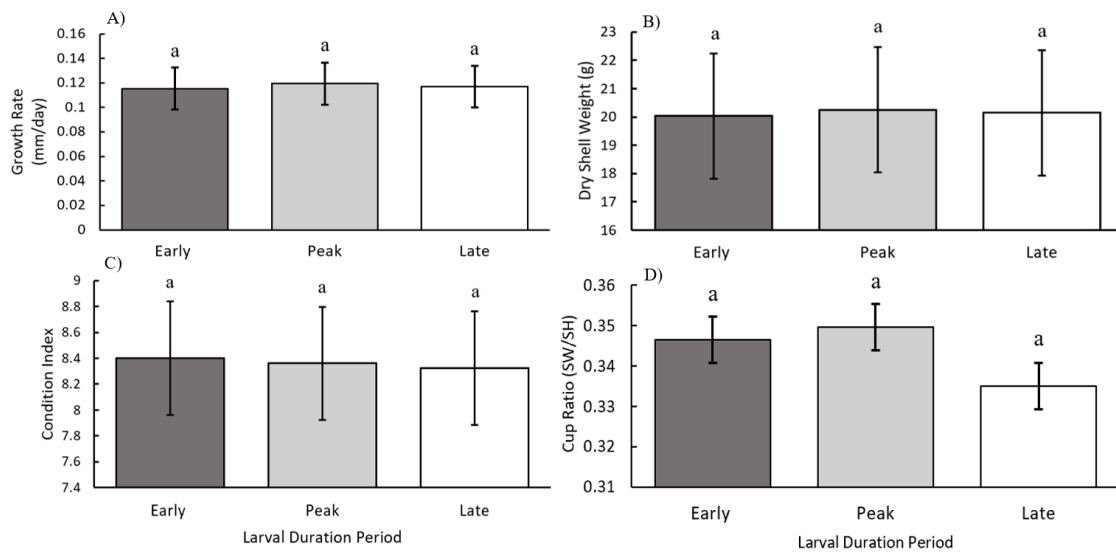 A)
a
a
a
0.16
0.14
0.12
0.1
0.08
0.06
0.04
0.02
0
Growth Rate
(mm/day)
Early
Peak
Late
B)
a
a
a
23
22
21
20
19
18
17
16
Dry Shell Weight (g)
Early
Peak
Late
C)
a
a
a
9
8.8
8.6
8.4
8.2
8
7.8
7.6
7.4
Condition Index
Early
Peak
Late
Larval Duration Period
D)
a
a
a
0.36
0.35
0.34
0.33
0.32
0.31
Cup Ratio (SW/SH)
Early
Peak
Late
Larval Duration Period